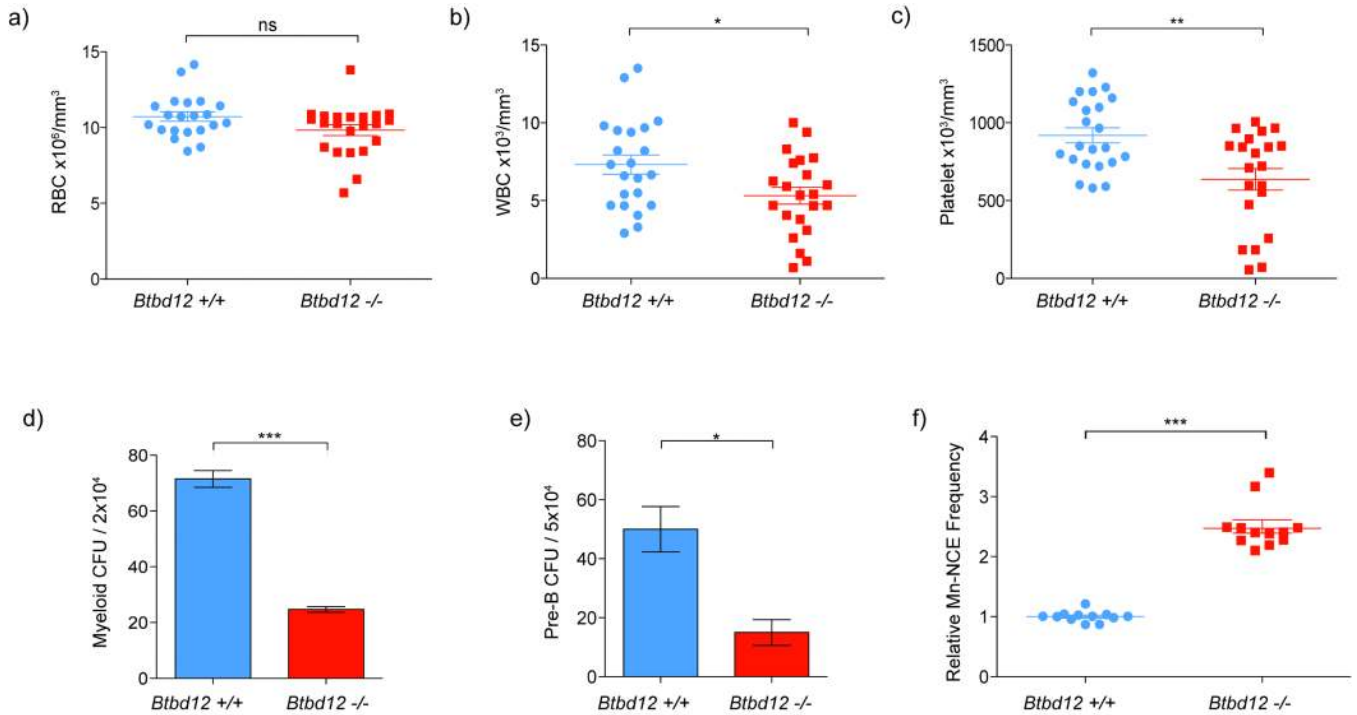 a)
ns
RBC x10⁶/mm³
15
10
5
0
Btbd12 +/+
Btbd12 -/-
b)
*
WBC x10³/mm³
15
10
5
0
Btbd12 +/+
Btbd12 -/-
c)
**
Platelet x10³/mm³
1500
1000
500
0
Btbd12 +/+
Btbd12 -/-
d)
***
Myeloid CFU / 2x10⁴
80
60
40
20
0
Btbd12 +/+
Btbd12 -/-
e)
*
Pre-B CFU / 5x10⁴
80
60
40
20
0
Btbd12 +/+
Btbd12 -/-
f)
***
Relative Mn-NCE Frequency
4
3
2
1
0
Btbd12 +/+
Btbd12 -/-